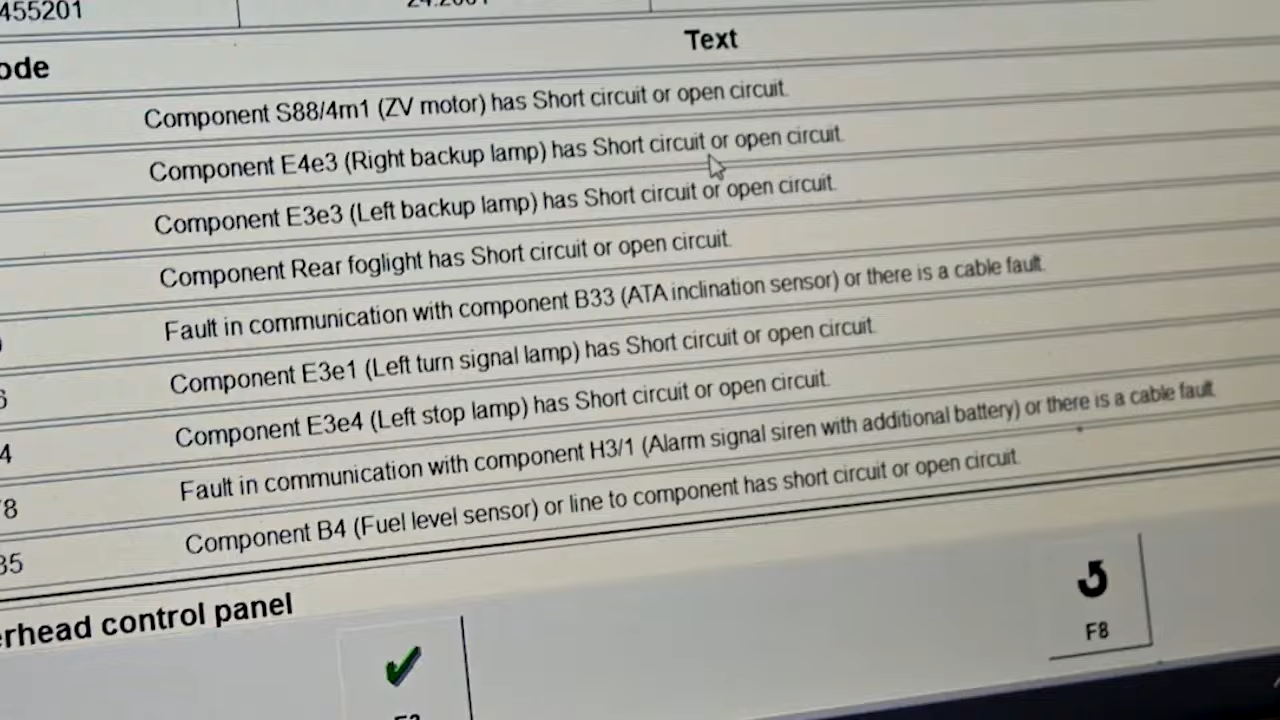 455201
Text
ode
Component S88/4m1 (ZV motor) has Short circuit or open circuit.
Component E4e3 (Right backup lamp) has Short circuit or open circuit.
Component E3e3 (Left backup lamp) has Short circuit or open circuit.
Component Rear foglight has Short circuit or open circuit.
Fault in communication with component B33 (ATA inclination sensor) or there is a cable fault.
6 Component E3e1 (Left turn signal lamp) has Short circuit or open circuit.
4 Component E3e4 (Left stop lamp) has Short circuit or open circuit.
78 Fault in communication with component H3/1 (Alarm signal siren with additional battery) or there is a cable fault.
35 Component B4 (Fuel level sensor) or line to component has short circuit or open circuit.
erhead control panel
F8